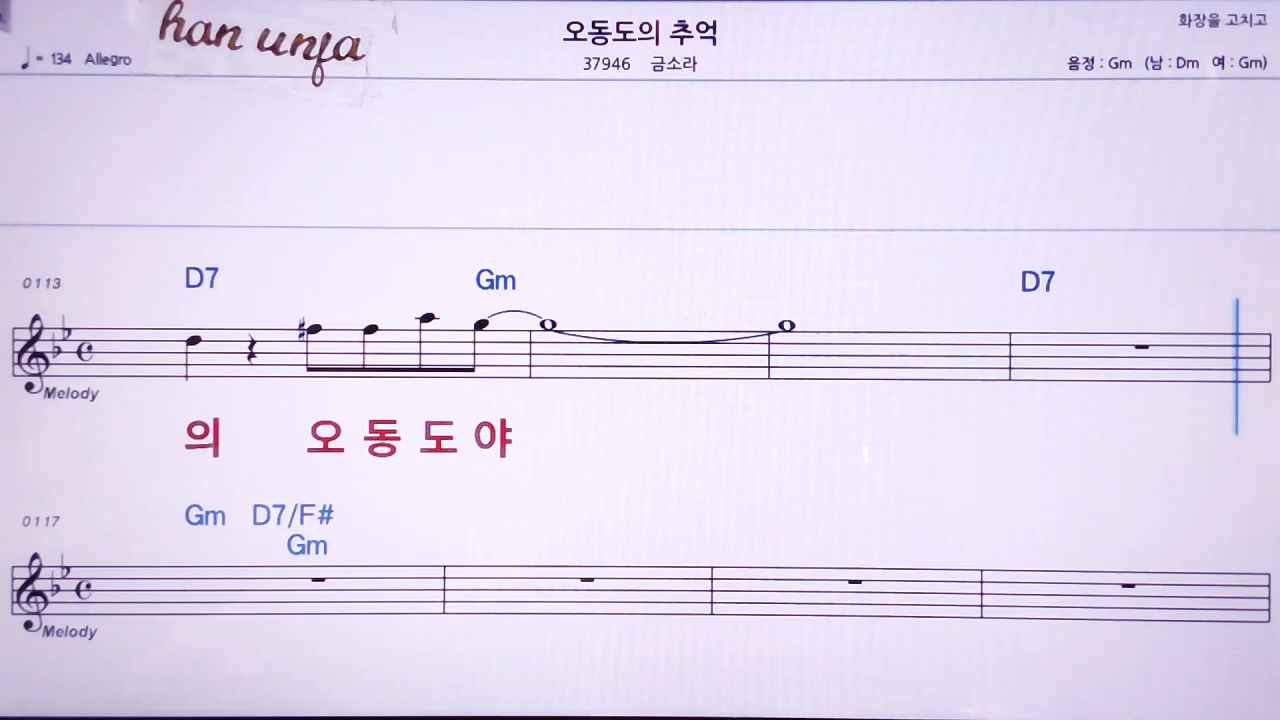 han unja
오동도의 추억
화장을 고치고
♩= 134 Allegro
37946 금소라
음정 : Gm (남 : Dm 여 : Gm)
0113 D7 Gm D7
Melody
의 오 동 도 야
0117 Gm D7/F#
Gm
Melody